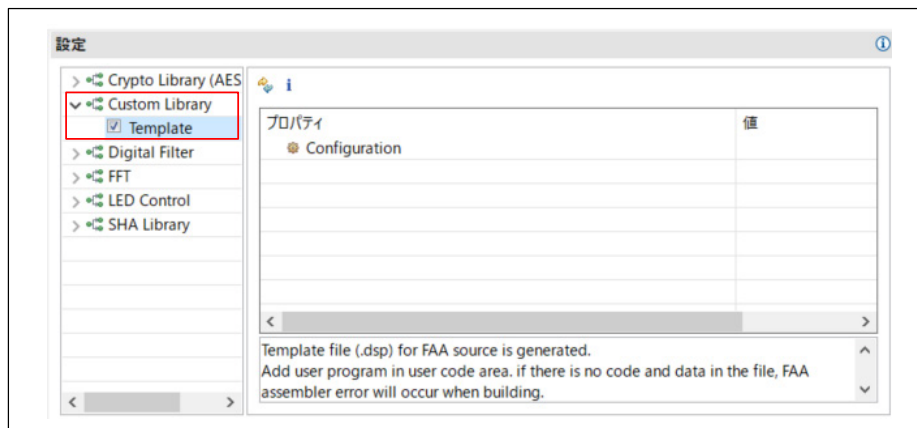 設定
Crypto Library (AES
Custom Library
Template
Digital Filter
FFT
LED Control
SHA Library
プロパティ 値
Configuration
Template file (.dsp) for FAA source is generated.
Add user program in user code area. if there is no code and data in the file, FAA
assembler error will occur when building.